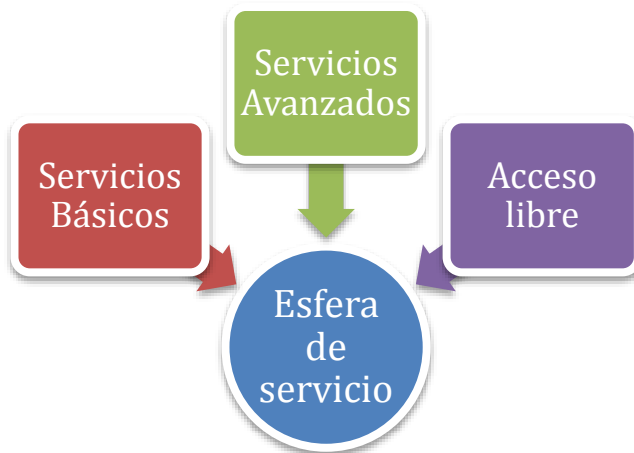 Servicios
Avanzados
Servicios
Básicos
Acceso
libre
Esfera
de
servicio